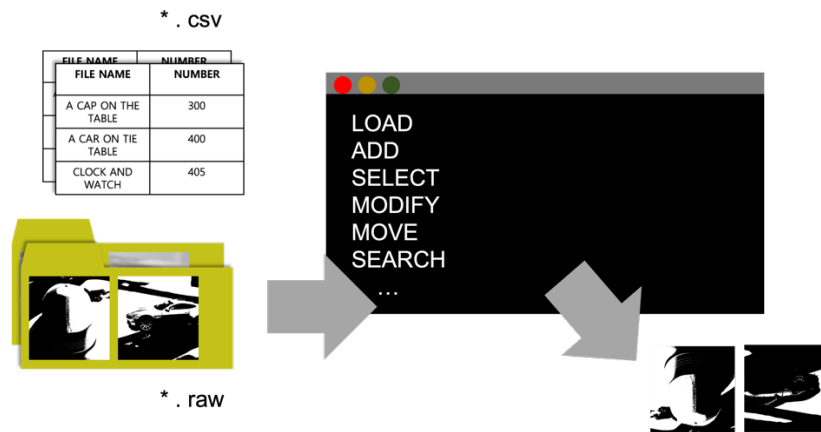 * . csv
FILE NAME NUMBER
FILE NAME NUMBER
A CAP ON THE
TABLE
300
A CAR ON TIE
TABLE
400
CLOCK AND
WATCH
405
* . raw
LOAD
ADD
SELECT
MODIFY
MOVE
SEARCH
...